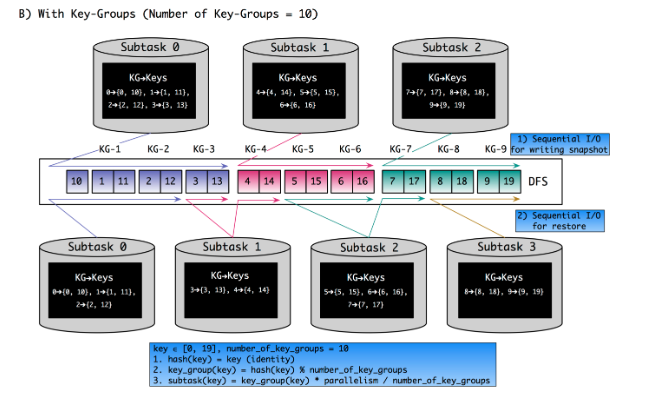 B) With Key-Groups (Number of Key-Groups = 10)
Subtask 0
Subtask 1
Subtask 2
KG→Keys
0→{0, 10}, 1→{1, 11},
2→{2, 12}, 3→{3, 13}
KG→Keys
4→{4, 14}, 5→{5, 15},
6→{6, 16}
KG→Keys
7→{7, 17}, 8→{8, 18},
9→{9, 19}
1) Sequential I/O
for writing snapshot
KG-1 KG-2 KG-3 KG-4 KG-5 KG-6 KG-7 KG-8 KG-9
10 1 11 2 12 3 13 4 14 5 15 6 16 7 17 8 18 9 19 DFS
2) Sequential I/O
for restore
Subtask 0
Subtask 1
Subtask 2
Subtask 3
KG→Keys
0→{0, 10}, 1→{1, 11},
2→{2, 12}
KG→Keys
3→{3, 13}, 4→{4, 14}
KG→Keys
5→{5, 15}, 6→{6, 16},
7→{7, 17}
KG→Keys
8→{8, 18}, 9→{9, 19}
key ∈ [0, 19], number_of_key_groups = 10
1. hash(key) = key (identity)
2. key_group(key) = hash(key) % number_of_key_groups
3. subtask(key) = key_group(key) * parallelism / number_of_key_groups